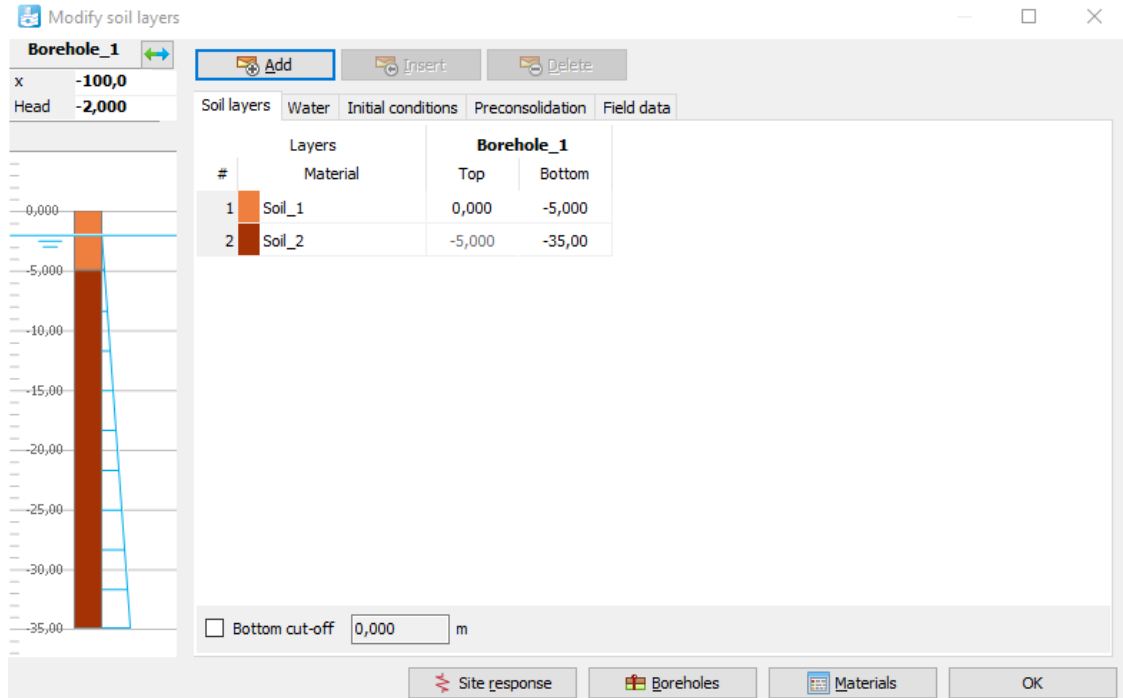 Modify soil layers
Borehole_1
x -100,0
Head -2,000
0,000
-5,000
-10,00
-15,00
-20,00
-25,00
-30,00
-35,00
Add Insert Delete
Soil layers Water Initial conditions Preconsolidation Field data
Layers Borehole_1
# Material Top Bottom
1 Soil_1 0,000 -5,000
2 Soil_2 -5,000 -35,00
Bottom cut-off 0,000 m
Site response Boreholes Materials OK